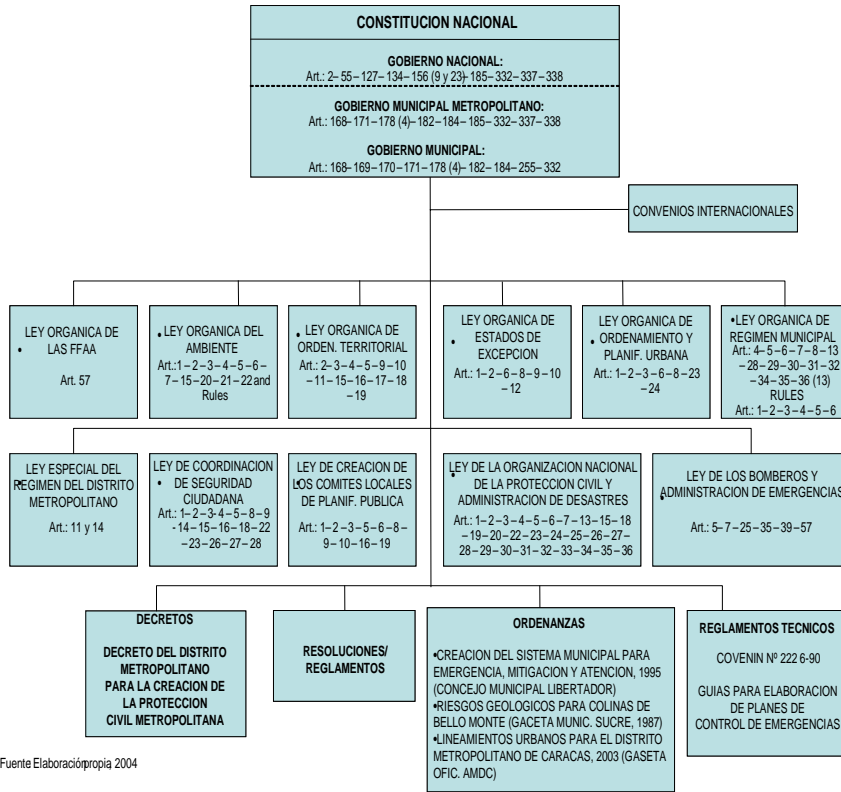 CONSTITUCION NACIONAL
GOBIERNO NACIONAL:
Art.: 2– 55 – 127– 134 – 156 (9 y 23)– 185 – 332 – 337 – 338
GOBIERNO MUNICIPAL METROPOLITANO:
Art.: 168– 171 – 178 (4) – 182 – 184 – 185 – 332 – 337– 338
GOBIERNO MUNICIPAL:
Art.: 168– 169 – 170 – 171 – 178 (4)– 182 – 184 – 255 – 332
CONVENIOS INTERNACIONALES
LEY ORGANICA DE
• LAS FFAA
Art. 57
• LEY ORGANICA DEL
AMBIENTE
Art.:1 – 2 – 3 – 4 – 5 – 6 –
7 – 15 – 20 – 21 – 22 and
Rules
• LEY ORGANICA DE
ORDEN. TERRITORIAL
Art.: 2– 3 – 4 – 5 – 9 – 10
– 11 – 15 – 16 – 17 – 18
– 19
LEY ORGANICA DE
• ESTADOS DE
EXCEPCION
Art.: 1– 2 – 6 – 8 – 9 – 10
– 12
LEY ORGANICA DE
• ORDENAMIENTO Y
PLANIF. URBANA
Art.: 1– 2 – 3 – 6 – 8 – 23
– 24
•LEY ORGANICA DE
REGIMEN MUNICIPAL
Art.: 4– 5 – 6 – 7 – 8 – 13
– 28 – 29 – 30 – 31 – 32
– 34 – 35 – 36 (13)
RULES
Art.: 1– 2 – 3 – 4 – 5 – 6
LEY ESPECIAL DEL
•REGIMEN DEL DISTRITO
METROPOLITANO
Art.: 11 y 14
LEY DE COORDINACION
• DE SEGURIDAD
CIUDADANA
Art.: 1– 2 – 3- 4 – 5 – 8 – 9
- 14 – 15 – 16 – 18 – 22
– 23 – 26 – 27 – 28
LEY DE CREACION DE
•LOS COMITES LOCALES
DE PLANIF. PUBLICA
Art.: 1– 2 – 3 – 5 – 6 – 8 –
9 – 10 – 16 – 19
LEY DE LA ORGANIZACION NACIONAL
• DE LA PROTECCION CIVIL Y
ADMINISTRACION DE DESASTRES
Art.: 1– 2 – 3 – 4 – 5 – 6 – 7 – 13 – 15 – 18
– 19 – 20 – 22 – 23 – 24 – 25 – 26 – 27 –
28 – 29 – 30 – 31 – 32 – 33 – 34 – 35 – 36
LEY DE LOS BOMBEROS Y
•ADMINISTRACION DE EMERGENCIAS
Art.: 5– 7 – 25 – 35 – 39 – 57
DECRETOS
DECRETO DEL DISTRITO
METROPOLITANO
PARA LA CREACION DE
LA PROTECCION
CIVIL METROPOLITANA
RESOLUCIONES/
REGLAMENTOS
ORDENANZAS
•CREACION DEL SISTEMA MUNICIPAL PARA
EMERGENCIA, MITIGACION Y ATENCION, 1995
(CONCEJO MUNICIPAL LIBERTADOR)
•RIESGOS GEOLOGICOS PARA COLINAS DE
BELLO MONTE (GACETA MUNIC. SUCRE, 1987)
•LINEAMIENTOS URBANOS PARA EL DISTRITO
METROPOLITANO DE CARACAS, 2003 (GASETA
OFIC. AMDC)
REGLAMENTOS TECNICOS
COVENIN Nº 222 6-90
GUIAS PARA ELABORACION
DE PLANES DE
CONTROL DE EMERGENCIAS
Fuente Elaboración propia, 2004